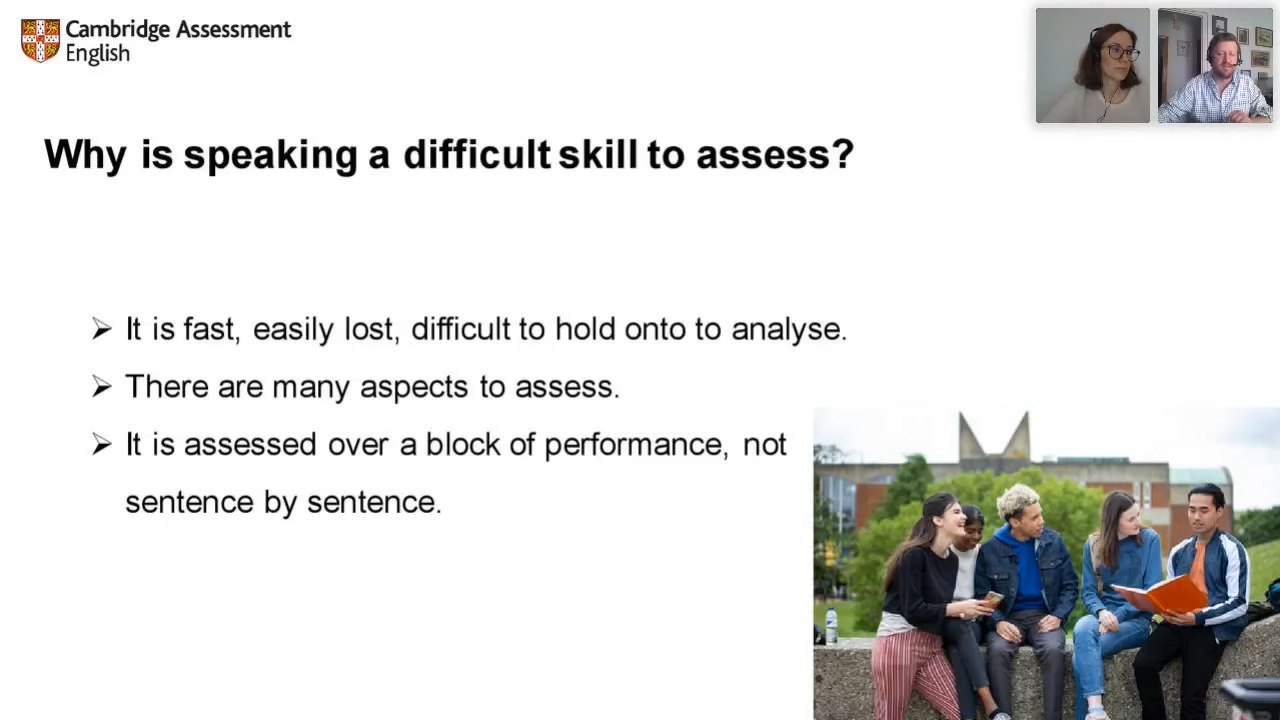 Cambridge Assessment
English
Why is speaking a difficult skill to assess?
It is fast, easily lost, difficult to hold onto to analyse.
There are many aspects to assess.
It is assessed over a block of performance, not
sentence by sentence.